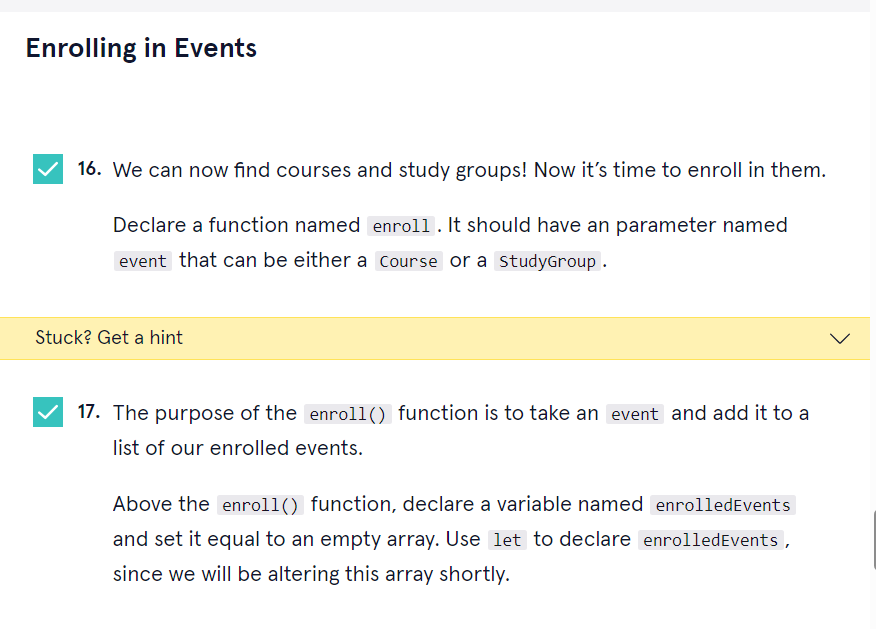 Enrolling in Events
16. We can now find courses and study groups! Now it’s time to enroll in them.
Declare a function named enroll. It should have an parameter named
event that can be either a Course or a StudyGroup.
Stuck? Get a hint
17. The purpose of the enroll() function is to take an event and add it to a
list of our enrolled events.
Above the enroll() function, declare a variable named enrolledEvents
and set it equal to an empty array. Use let to declare enrolledEvents,
since we will be altering this array shortly.